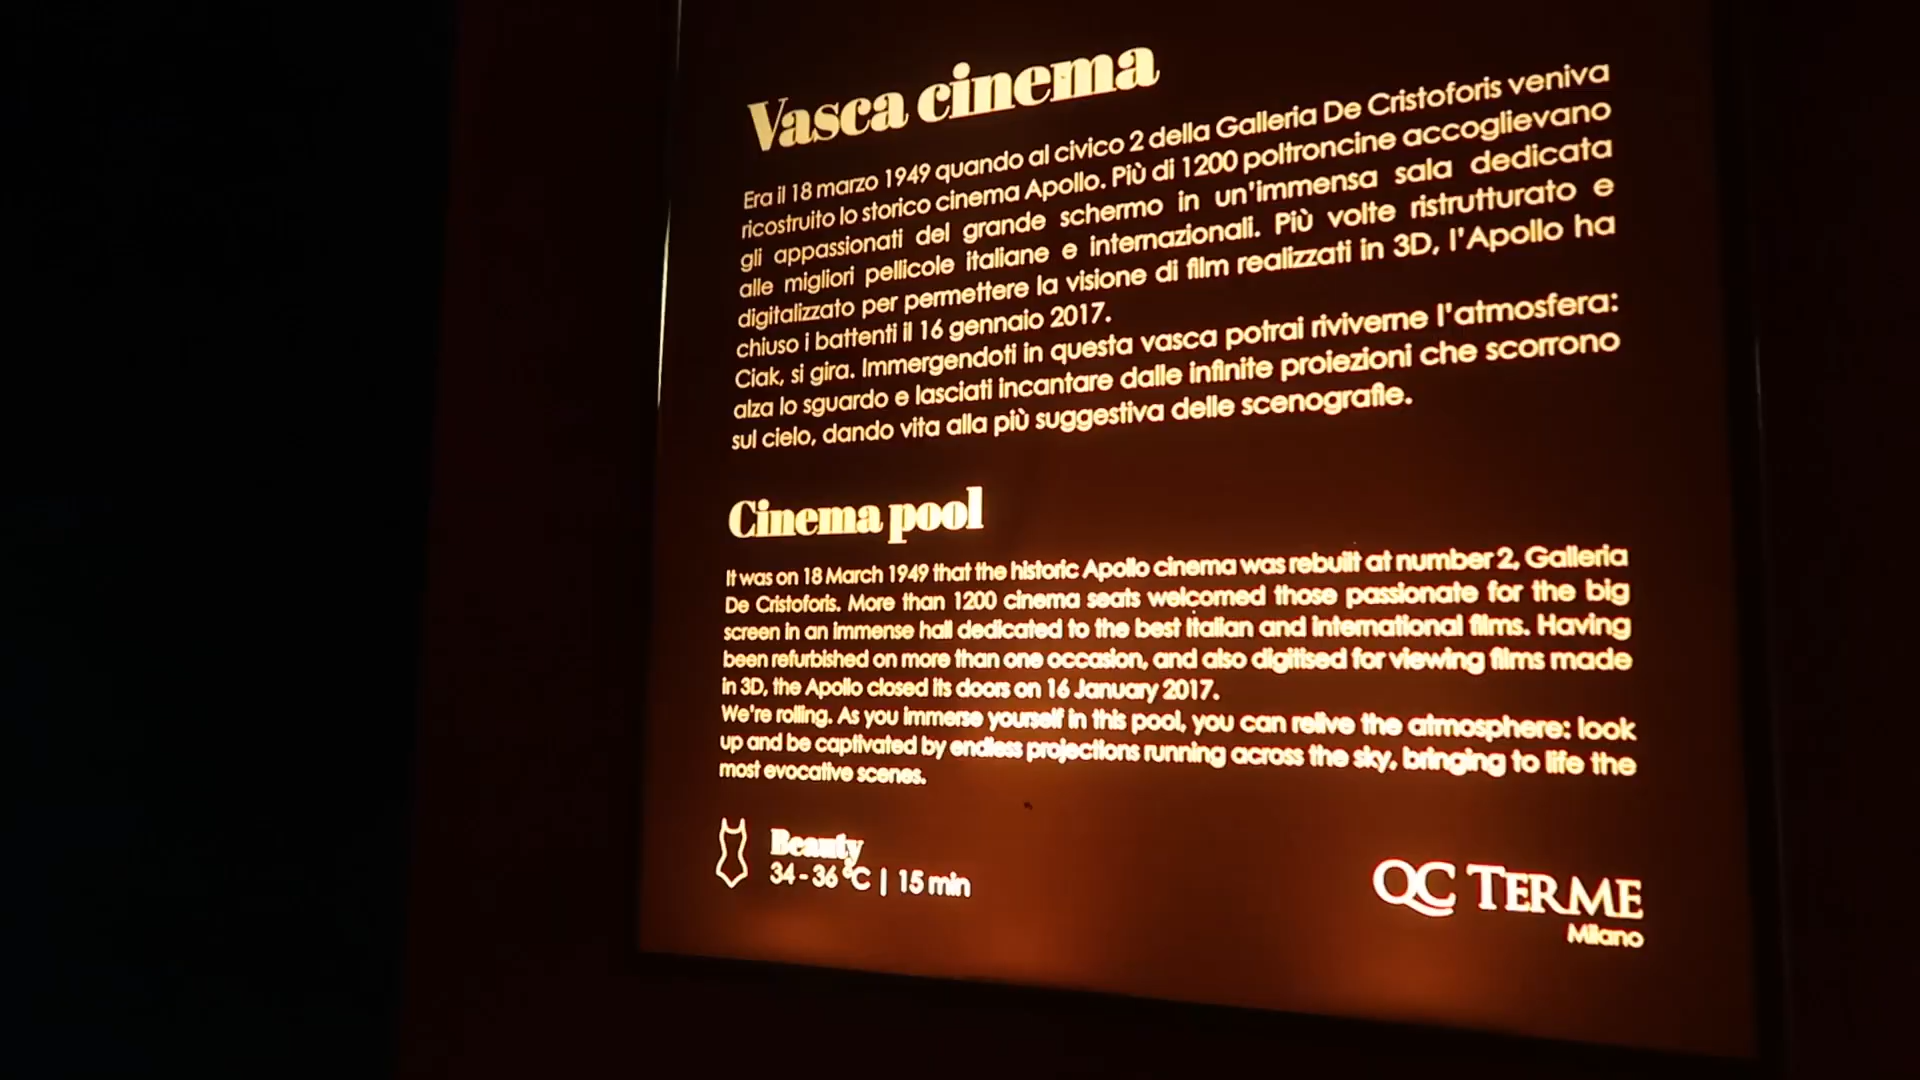 Vasca cinema
Era il 18 marzo 1949 quando al civico 2 della Galleria De Cristoforis veniva
ricostruito lo storico cinema Apollo. Più di 1200 poltroncine accoglievano
gli appassionati del grande schermo in un'immensa sala dedicata
alle migliori pellicole italiane e internazionali. Più volte ristrutturato e
digitalizzato per permettere la visione di film realizzati in 3D, l'Apollo ha
chiuso i battenti il 16 gennaio 2017.
Ciak, si gira. Immergendoti in questa vasca potrai riviverne l'atmosfera:
alza lo sguardo e lasciati incantare dalle infinite proiezioni che scorrono
sul cielo, dando vita alla più suggestiva delle scenografie.
Cinema pool
It was on 18 March 1949 that the historic Apollo cinema was rebuilt at number 2, Galleria
De Cristoforis. More than 1200 cinema seats welcomed those passionate for the big
screen in an immense hall dedicated to the best Italian and international films. Having
been refurbished on more than one occasion, and also digitised for viewing films made
in 3D, the Apollo closed its doors on 16 January 2017.
We're rolling. As you immerse yourself in this pool, you can relive the atmosphere: look
up and be captivated by endless projections running across the sky, bringing to life the
most evocative scenes.
Beauty
34 - 36 °C | 15 min
QC TERME
Milano